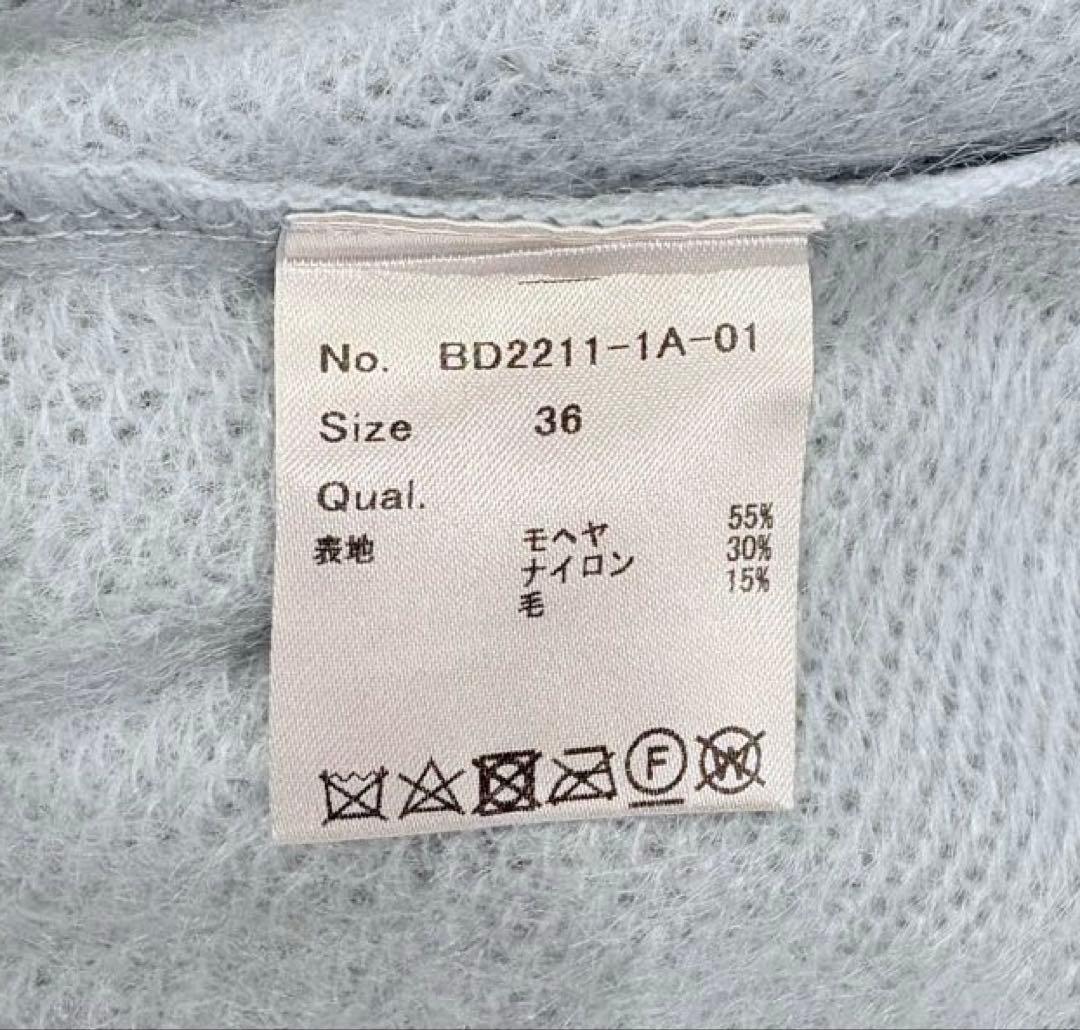 No. BD2211-1A-01
Size 36
Qual.
表地 モヘヤ 55%
ナイロン 30%
毛 15%
F W